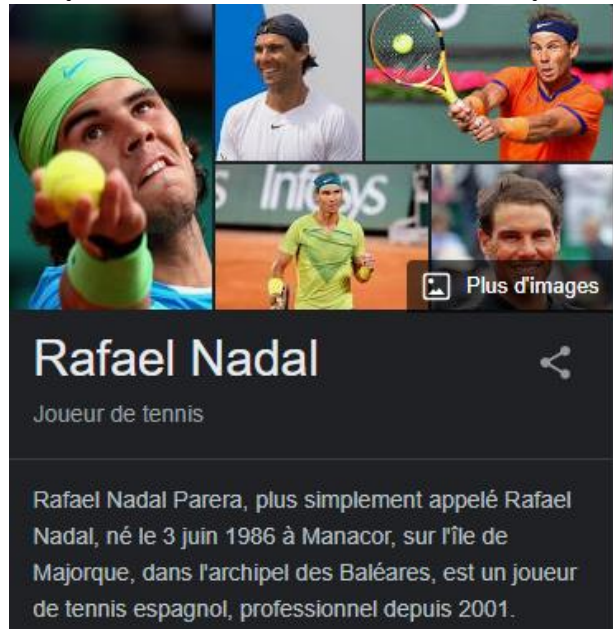 Infosys
Plus d'images
Rafael Nadal
Joueur de tennis
Rafael Nadal Parera, plus simplement appelé Rafael
Nadal, né le 3 juin 1986 à Manacor, sur l'île de
Majorque, dans l'archipel des Baléares, est un joueur
de tennis espagnol, professionnel depuis 2001.